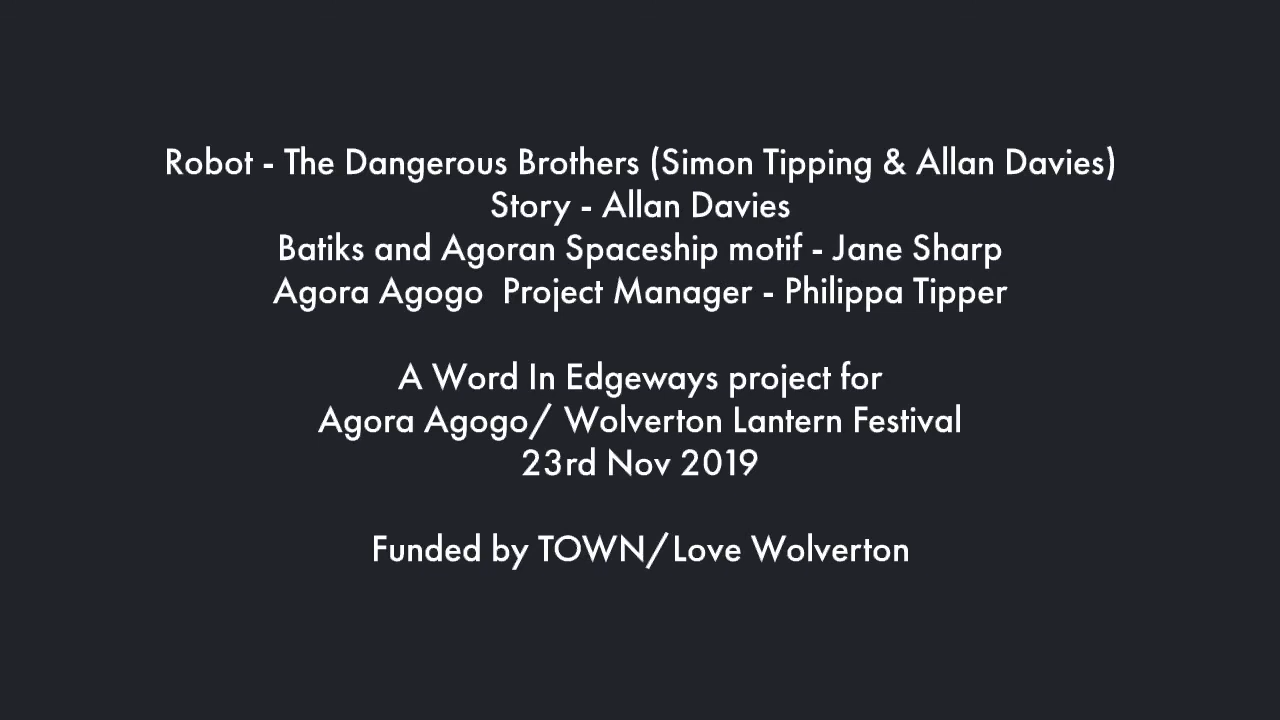 Robot - The Dangerous Brothers (Simon Tipping & Allan Davies)
Story - Allan Davies
Batiks and Agoran Spaceship motif - Jane Sharp
Agora Agogo  Project Manager - Philippa Tipper
A Word In Edgeways project for
Agora Agogo/ Wolverton Lantern Festival
23rd Nov 2019
Funded by TOWN/Love Wolverton